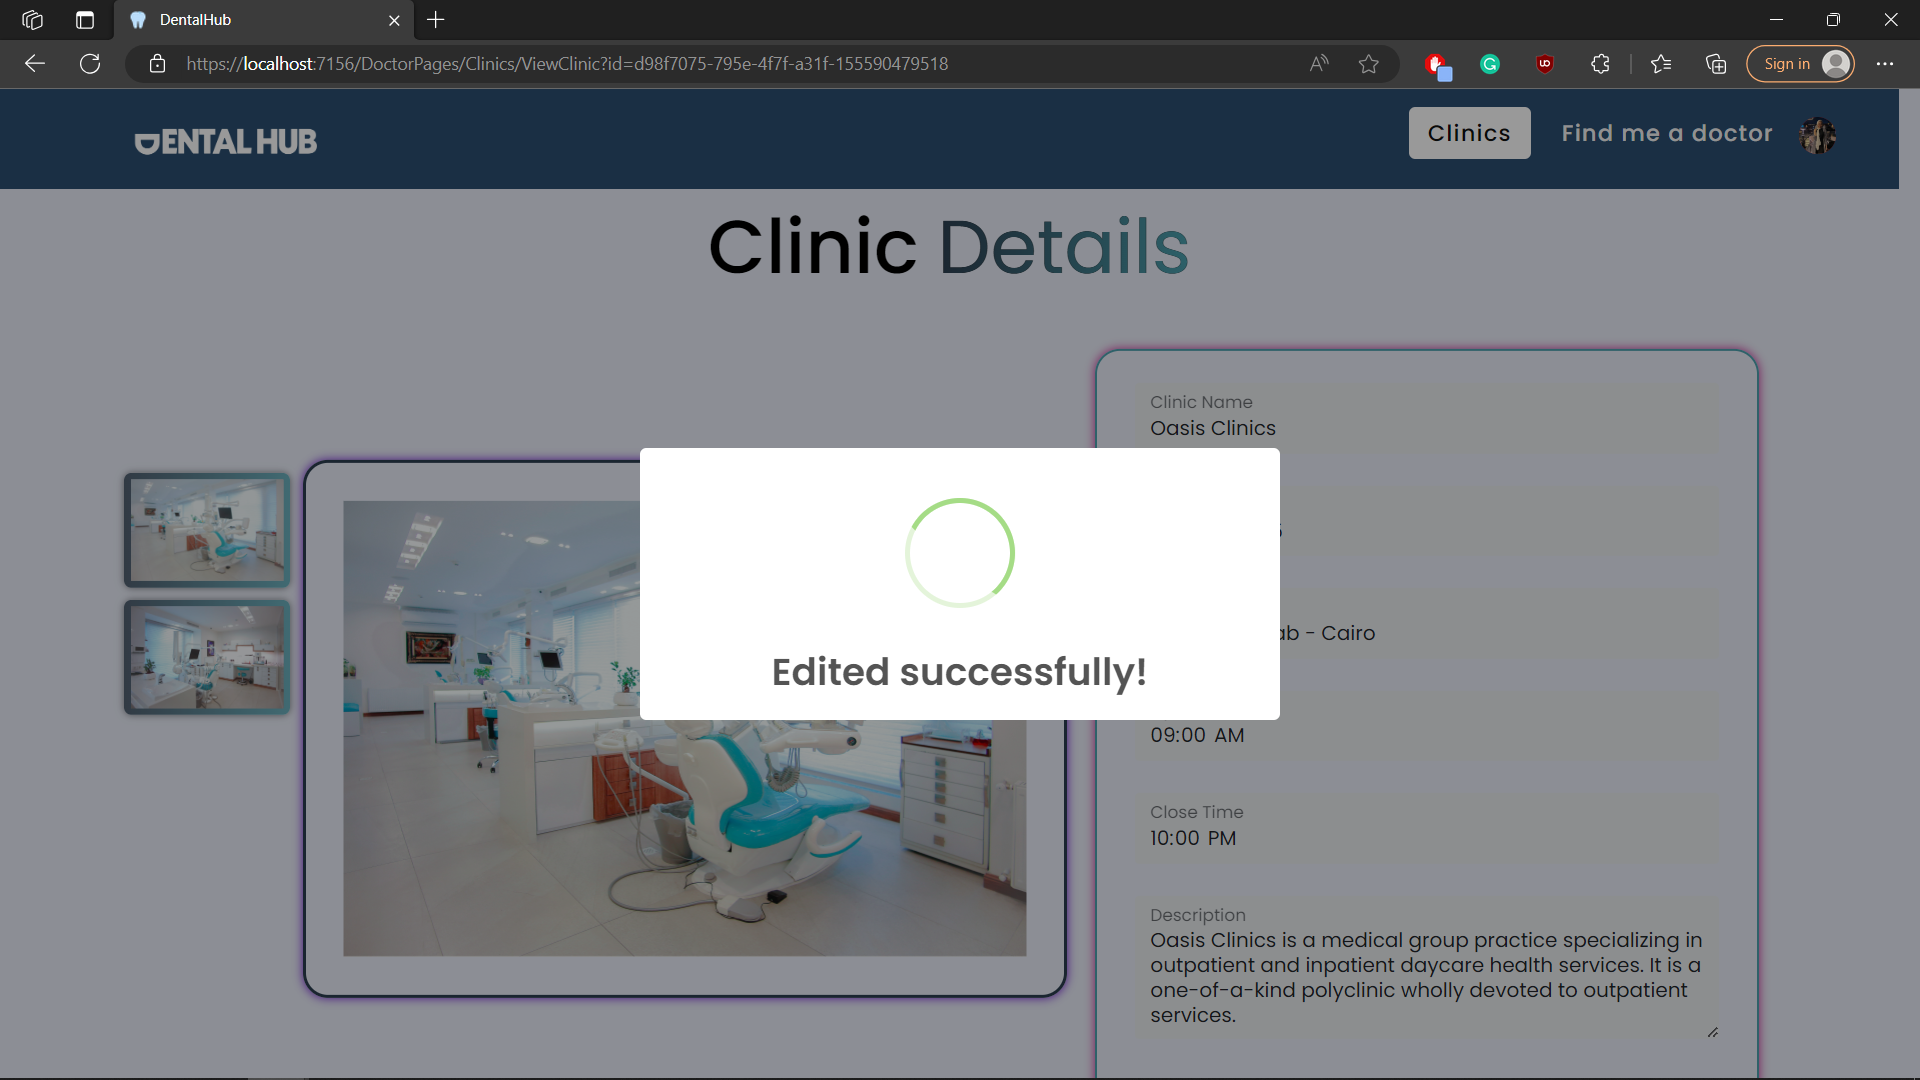 DentalHub
https://localhost:7156/DoctorPages/Clinics/ViewClinic?id=d98f7075-795e-4f7f-a31f-155590479518
Sign in
DENTAL HUB
Clinics
Find me a doctor
Clinic Details
Clinic Name
Oasis Clinics
- Cairo
09:00 AM
Close Time
10:00 PM
Description
Oasis Clinics is a medical group practice specializing in
outpatient and inpatient daycare health services. It is a
one-of-a-kind polyclinic wholly devoted to outpatient
services.
Edited successfully!